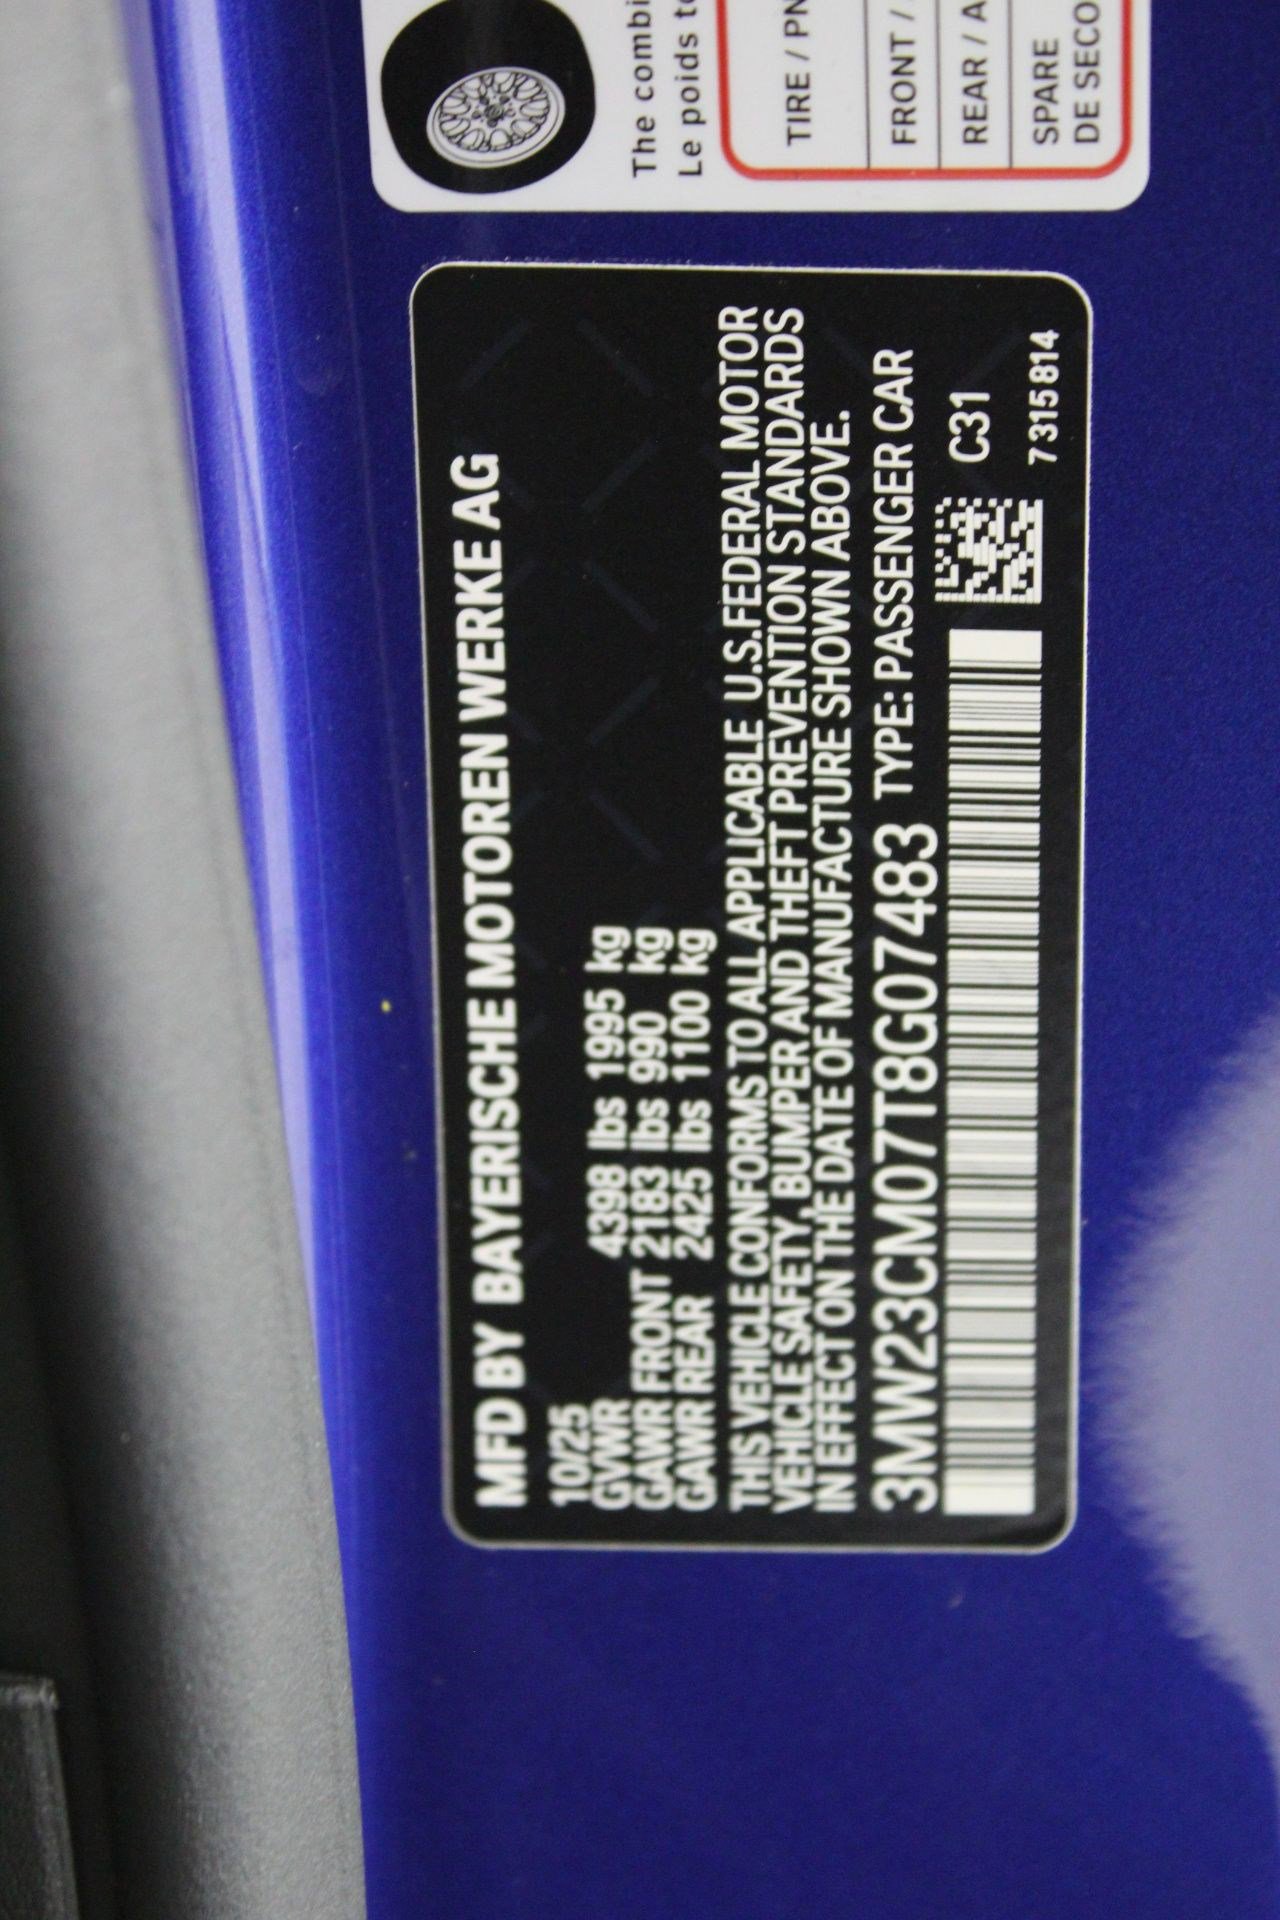 MFD BY BAYERISCHE MOTOREN WERKE AG
10/25
GVWR 4398 lbs 1995 kg
GAWR FRONT 2183 lbs 990 kg
GAWR REAR 2425 lbs 1100 kg
THIS VEHICLE CONFORMS TO ALL APPLICABLE U.S.FEDERAL MOTOR
VEHICLE SAFETY, BUMPER AND THEFT PREVENTION STANDARDS
IN EFFECT ON THE DATE OF MANUFACTURE SHOWN ABOVE.
3MW23CM07T8G07483 TYPE: PASSENGER CAR
C31
7 315 814
The combi
Le poids to
TIRE / PN
FRONT /
REAR / A
SPARE
DE SECO